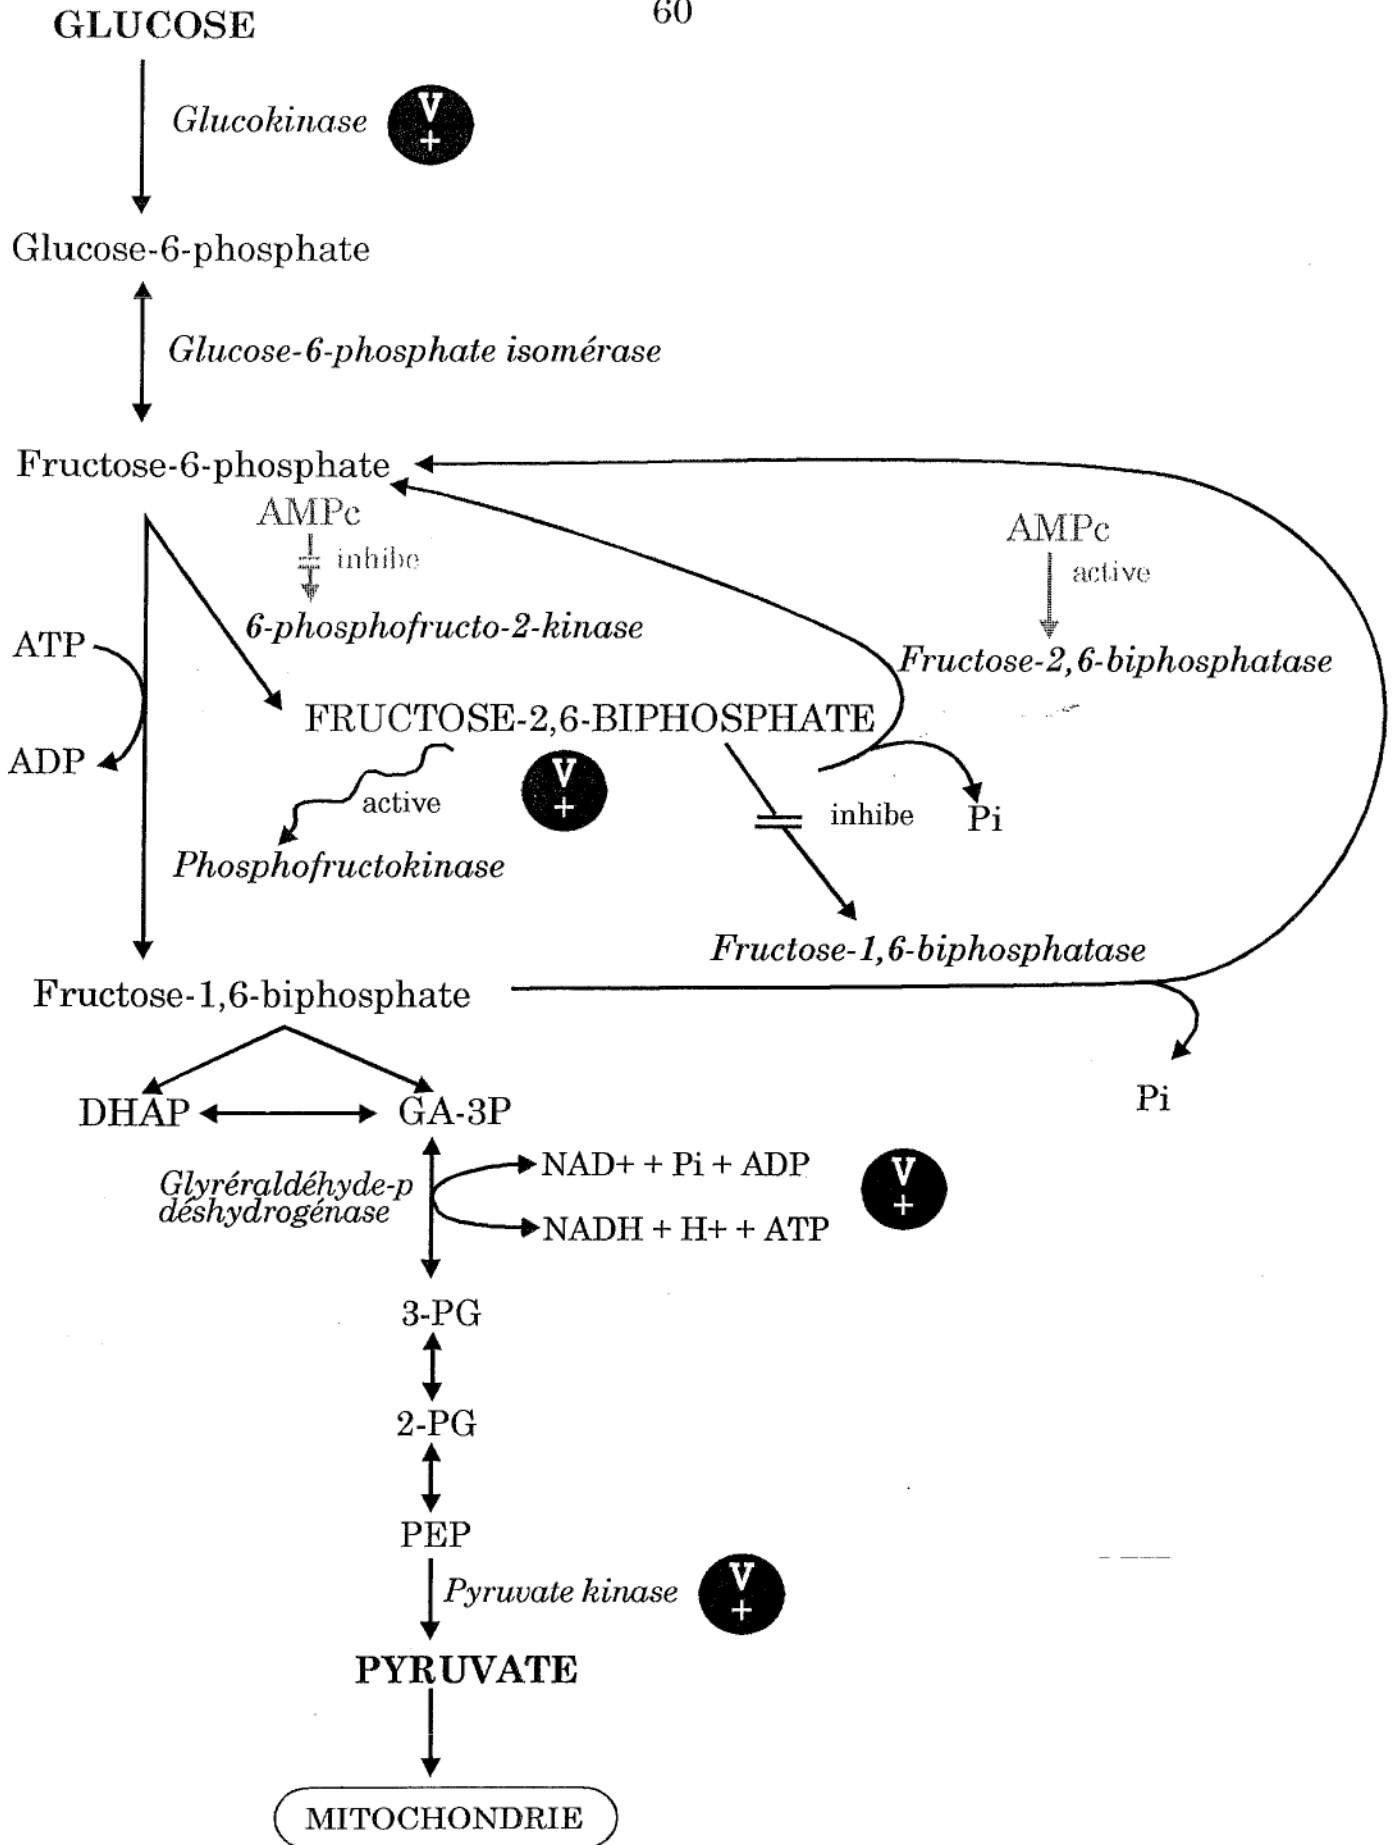 60
GLUCOSE
Glucokinase
V
+
Glucose-6-phosphate
Glucose-6-phosphate isomérase
Fructose-6-phosphate
AMPc
inhibe
6-phosphofructo-2-kinase
AMPc
active
Fructose-2,6-biphosphatase
ATP
ADP
FRUCTOSE-2,6-BIPHOSPHATE
active
V
+
inhibe
Pi
Phosphofructokinase
Fructose-1,6-biphosphatase
Fructose-1,6-biphosphate
Pi
DHAP
GA-3P
Glyréraldéhyde-p
déshydrogénase
NAD+ + Pi + ADP
NADH + H+ + ATP
V
+
3-PG
2-PG
PEP
Pyruvate kinase
V
+
PYRUVATE
MITOCHONDRIE